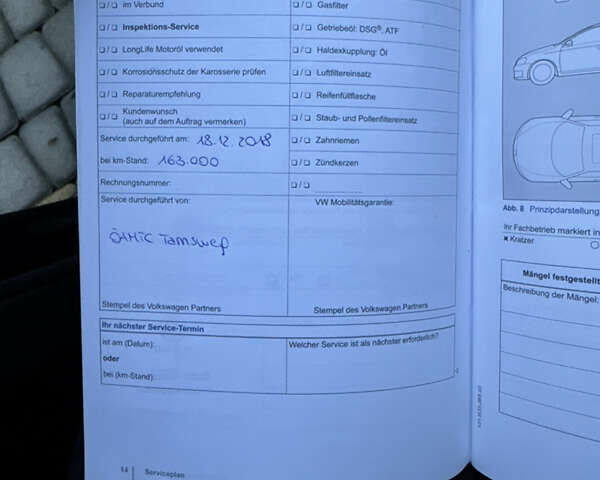 ❏ / ❏ im Verbund
❏ / ❏ Inspektions-Service
❏ / ❏ LongLife Motoröl verwendet
❏ / ❏ Korrosionsschutz der Karosserie prüfen
❏ / ❏ Reparaturempfehlung
❏ / ❏ Kundenwunsch
(auch auf dem Auftrag vermerken)
Service durchgeführt am: 18.12.2018
bei km-Stand: 163.000
Rechnungsnummer:
Service durchgeführt von:
ÖAMTC Tamsweg
Stempel des Volkswagen Partners
❏ / ❏ Gasfilter
❏ / ❏ Getriebeöl: DSG®, ATF
❏ / ❏ Haldexkupplung: Öl
❏ / ❏ Luftfiltereinsatz
❏ / ❏ Reifenfüllflasche
❏ / ❏ Staub- und Pollenfiltereinsatz
❏ / ❏ Zahnriemen
❏ / ❏ Zündkerzen
❏ / ❏
VW Mobilitätsgarantie:
Stempel des Volkswagen Partners
Ihr nächster Service-Termin
ist am (Datum):
oder
bei (km-Stand):
Welcher Service ist als nächster erforderlich?
14 Serviceplan
Abb. 8 Prinzipdarstellung
Ihr Fachbetrieb markiert in
✖ Kratzer
Mängel festgestellt
Beschreibung der Mängel: